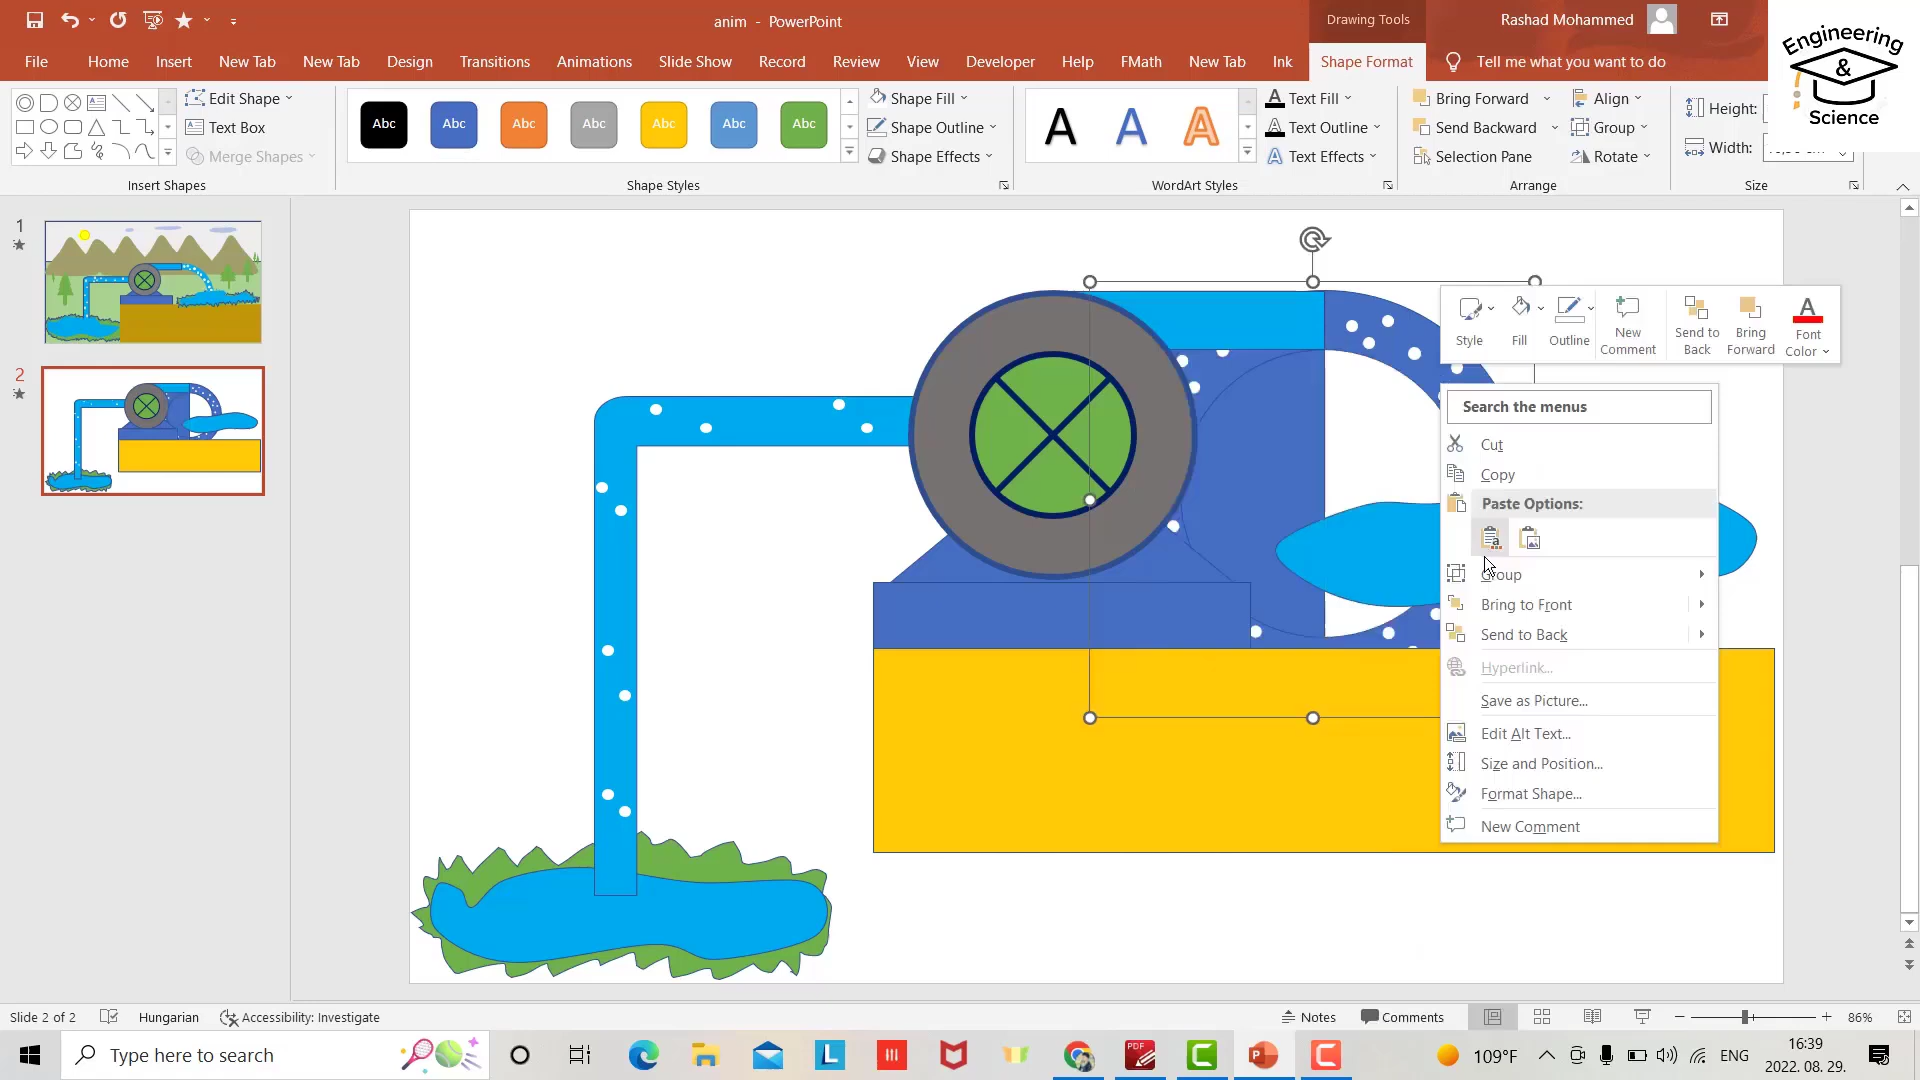 anim - PowerPoint
Drawing Tools
Rashad Mohammed
Engineering
&
Science
File Home Insert New Tab New Tab Design Transitions Animations Slide Show Record Review View Developer Help FMath New Tab Ink Shape Format Tell me what you want to do
Edit Shape
Text Box
Merge Shapes
Insert Shapes
Abc Abc Abc Abc Abc Abc Abc
Shape Styles
Shape Fill
Shape Outline
Shape Effects
A A A
WordArt Styles
Text Fill
Text Outline
Text Effects
Bring Forward
Send Backward
Selection Pane
Align
Group
Rotate
Arrange
Height:
Width:
Size
1
2
Style
Fill
Outline
New
Comment
Send to
Back
Bring
Forward
Font
Color
Search the menus
Cut
Copy
Paste Options:
Group
Bring to Front
Send to Back
Hyperlink...
Save as Picture...
Edit Alt Text...
Size and Position...
Format Shape...
New Comment
Slide 2 of 2 Hungarian Accessibility: Investigate Notes Comments 86%
Type here to search
109°F
ENG
16:39
2022. 08. 29.